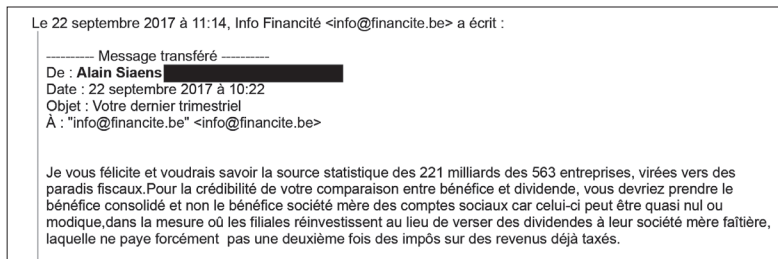 Le 22 septembre 2017 à 11:14, Info Financité <info@financite.be> a écrit :
---------- Message transféré ----------
De : Alain Siaens
Date : 22 septembre 2017 à 10:22
Objet : Votre dernier trimestriel
À : "info@financite.be" <info@financite.be>
Je vous félicite et voudrais savoir la source statistique des 221 milliards des 563 entreprises, virées vers des
paradis fiscaux.Pour la crédibilité de votre comparaison entre bénéfice et dividende, vous devriez prendre le
bénéfice consolidé et non le bénéfice société mère des comptes sociaux car celui-ci peut être quasi nul ou
modique,dans la mesure oû les filiales réinvestissent au lieu de verser des dividendes à leur société mère faîtière,
laquelle ne paye forcément  pas une deuxième fois des impôs sur des revenus déjà taxés.